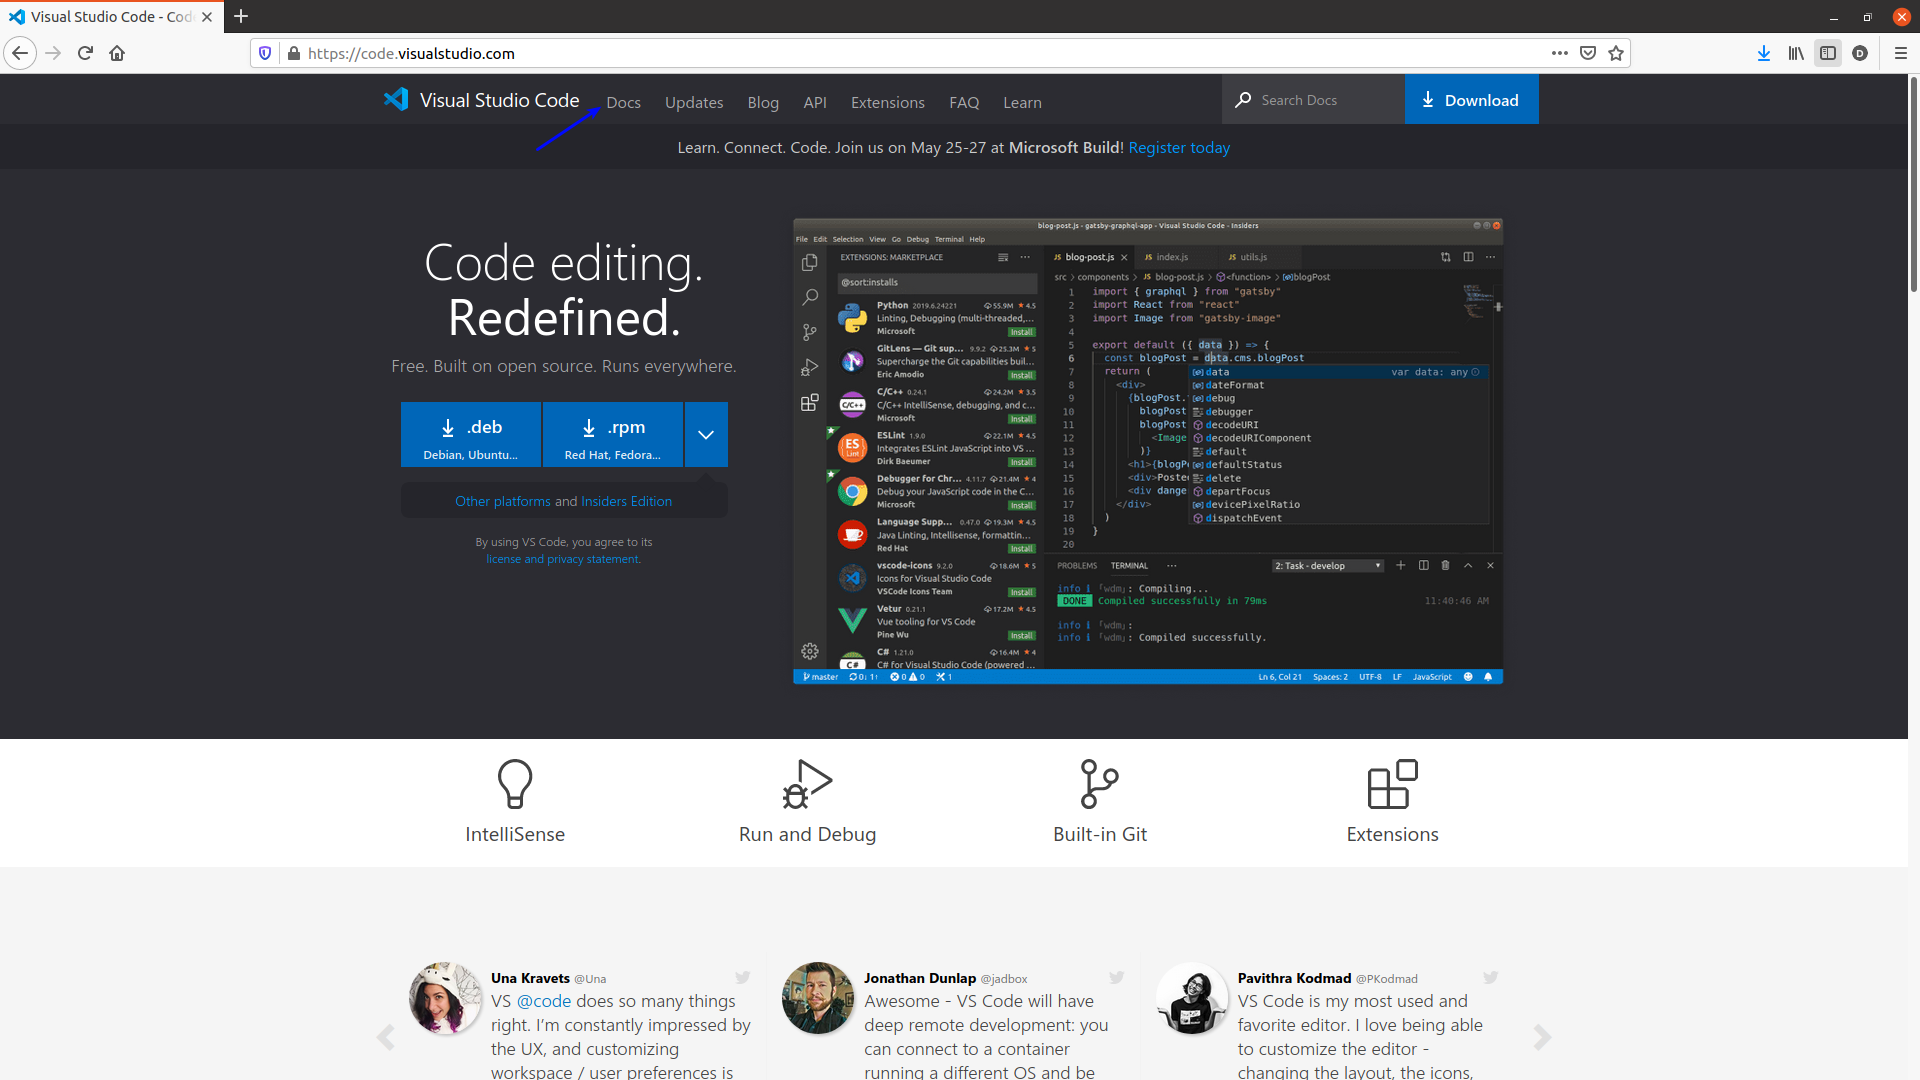 Visual Studio Code - Cod
https://code.visualstudio.com
Visual Studio Code
Docs
Updates
Blog
API
Extensions
FAQ
Learn
Search Docs
Download
Learn. Connect. Code. Join us on May 25-27 at Microsoft Build! Register today
Code editing.
Redefined.
Free. Built on open source. Runs everywhere.
.deb
Debian, Ubuntu...
.rpm
Red Hat, Fedora...
Other platforms and Insiders Edition
By using VS Code, you agree to its
license and privacy statement.
blog-post.js - gatsby-graphql-app - Visual Studio Code - Insiders
File Edit Selection View Go Debug Terminal Help
EXTENSIONS: MARKETPLACE
@sort:installs
Python 2019.6.24221 55.9M ★ 4.5
Linting, Debugging (multi-threaded,...
Microsoft Install
GitLens — Git sup... 9.9.2 23.3M ★ 5
Supercharge the Git capabilities buil...
Eric Amodio Install
C/C++ 0.24.1 24.2M ★ 3.5
C/C++ IntelliSense, debugging, and c...
Microsoft Install
ESLint 1.9.0 22.1M ★ 4.5
Integrates ESLint JavaScript into VS ...
Dirk Baeumer Install
Debugger for Chr... 4.11.7 21.4M ★ 4
Debug your JavaScript code in the C...
Microsoft Install
Language Supp... 0.47.0 19.3M ★ 4.5
Java Linting, Intellisense, formattin...
Red Hat Install
vscode-icons 9.2.0 18.6M ★ 5
Icons for Visual Studio Code
VSCode Icons Team Install
Vetur 0.21.1 17.2M ★ 4.5
Vue tooling for VS Code
Pine Wu Install
C# 1.21.0 16.4M ★ 4
C# for Visual Studio Code (powered ...
JS blog-post.js
JS index.js
JS utils.js
src > components > JS blog-post.js > <function> > blogPost
1 import { graphql } from "gatsby"
2 import React from "react"
3 import Image from "gatsby-image"
4
5 export default ({ data }) => {
6 const blogPost = data.cms.blogPost
7 return (
8 <div>
9 {blogPost.
10 blogPost
11 blogPost
12 <Image
13 )}
14 <h1>{blogPo
15 <div>Posted
16 <div danger
17 </div>
18 )
19 }
20
data var data: any
dateFormat
debug
debugger
decodeURI
decodeURIComponent
default
defaultStatus
delete
departFocus
devicePixelRatio
dispatchEvent
PROBLEMS TERMINAL ... 2: Task - develop
info ℹ ｢wdm｣: Compiling...
DONE Compiled successfully in 79ms 11:40:46 AM
info ℹ ｢wdm｣:
info ℹ ｢wdm｣: Compiled successfully.
master 0↓ 1↑ 0 0 1 Ln 6, Col 21 Spaces: 2 UTF-8 LF JavaScript
IntelliSense
Run and Debug
Built-in Git
Extensions
Una Kravets @Una
VS @code does so many things
right. I’m constantly impressed by
the UX, and customizing
workspace / user preferences is
Jonathan Dunlap @jadbox
Awesome - VS Code will have
deep remote development: you
can connect to a container
running a different OS and be
Pavithra Kodmad @PKodmad
VS Code is my most used and
favorite editor. I love being able
to customize the editor -
changing the layout, the icons,